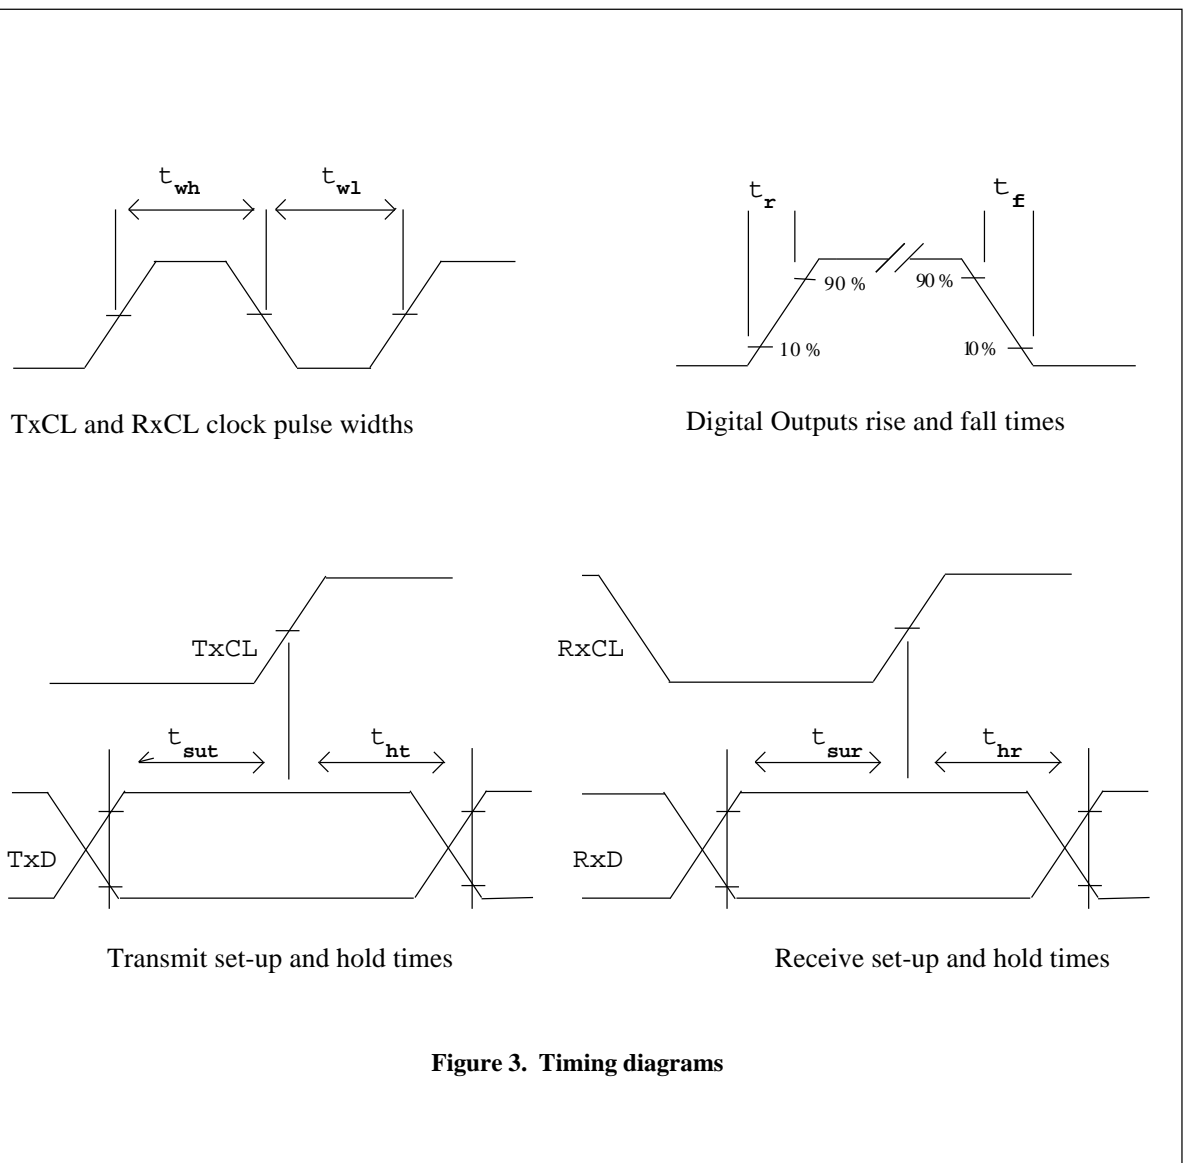 t wh
t wl
t r
t f
90 %
90 %
10 %
10%
TxCL and RxCL clock pulse widths
Digital Outputs rise and fall times
TxCL
RxCL
t sut
t ht
t sur
t hr
TxD
RxD
Transmit set-up and hold times
Receive set-up and hold times
Figure 3. Timing diagrams